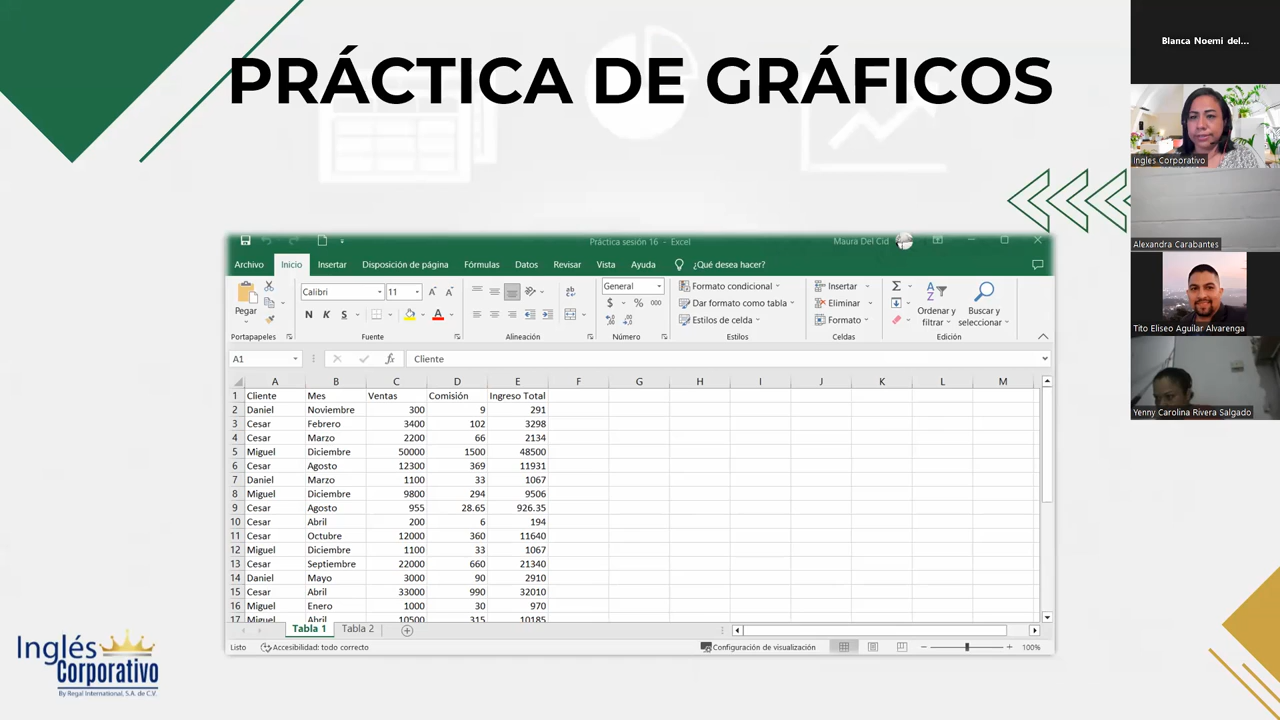 PRÁCTICA DE GRÁFICOS
Práctica sesión 16 - Excel
Maura Del Cid
Archivo Inicio Insertar Disposición de página Fórmulas Datos Revisar Vista Ayuda ¿Qué desea hacer?
Pegar
Calibri 11
N K S
General
$ % 000
Formato condicional
Dar formato como tabla
Estilos de celda
Insertar
Eliminar
Formato
Ordenar y filtrar
Buscar y seleccionar
Portapapeles Fuente Alineación Número Estilos Celdas Edición
A1 fx Cliente
A B C D E F G H I J K L M
1 Cliente Mes Ventas Comisión Ingreso Total
2 Daniel Noviembre 300 9 291
3 Cesar Febrero 3400 102 3298
4 Cesar Marzo 2200 66 2134
5 Miguel Diciembre 50000 1500 48500
6 Cesar Agosto 12300 369 11931
7 Daniel Marzo 1100 33 1067
8 Miguel Diciembre 9800 294 9506
9 Cesar Agosto 955 28.65 926.35
10 Cesar Abril 200 6 194
11 Cesar Octubre 12000 360 11640
12 Miguel Diciembre 1100 33 1067
13 Cesar Septiembre 22000 660 21340
14 Daniel Mayo 3000 90 2910
15 Cesar Abril 33000 990 32010
16 Miguel Enero 1000 30 970
17 Miguel Abril 10500 315 10185
Tabla 1 Tabla 2
Listo Accesibilidad: todo correcto Configuración de visualización 100%
Inglés
Corporativo
By Regal International, S.A. de C.V.
Blanca Noemi del...
Ingles Corporativo
Alexandra Carabantes
Tito Eliseo Aguilar Alvarenga
Yenny Carolina Rivera Salgado